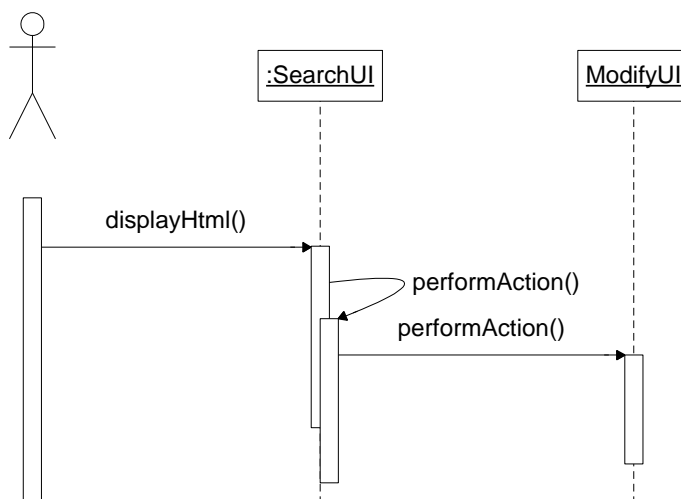 :SearchUI
ModifyUI
displayHtml()
performAction()
performAction()